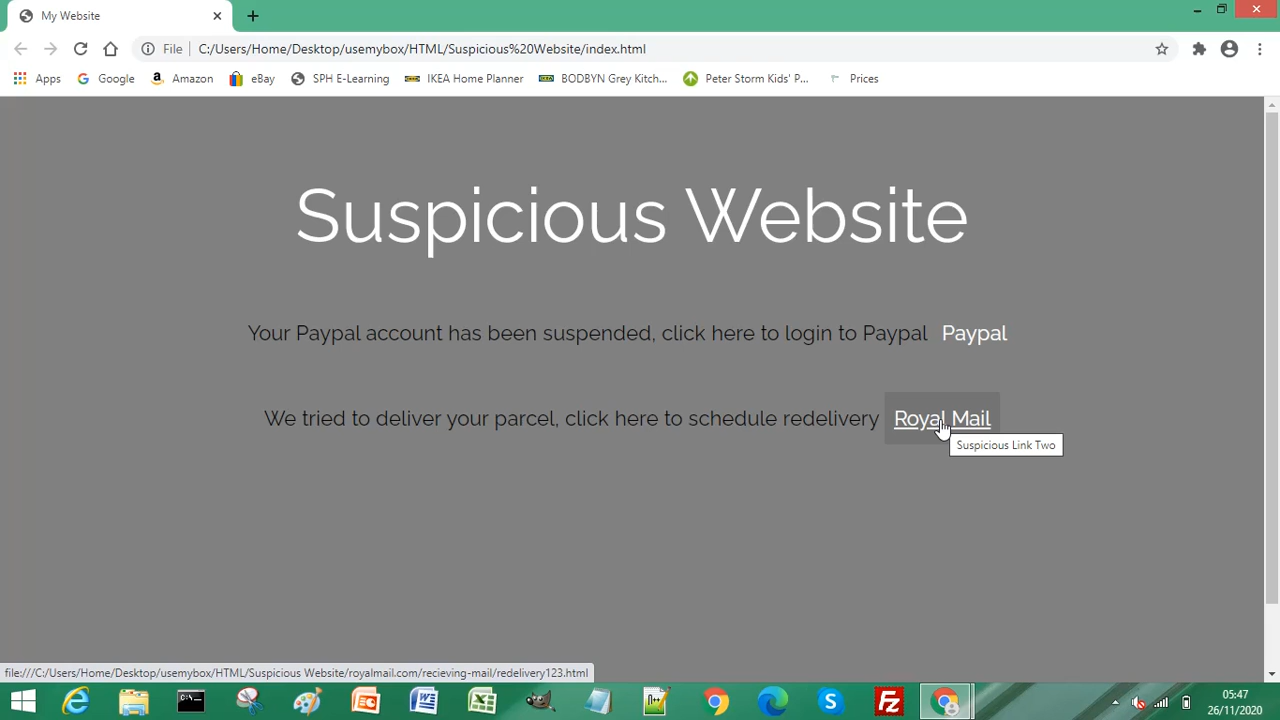 My Website
File
C:/Users/Home/Desktop/usemybox/HTML/Suspicious%20Website/index.html
Apps Google Amazon eBay SPH E-Learning IKEA Home Planner BODBYN Grey Kitch... Peter Storm Kids' P... Prices
Suspicious Website
Your Paypal account has been suspended, click here to login to Paypal Paypal
We tried to deliver your parcel, click here to schedule redelivery Royal Mail
Suspicious Link Two
file:///C:/Users/Home/Desktop/usemybox/HTML/Suspicious Website/royalmail.com/recieving-mail/redelivery123.html
05:47
26/11/2020